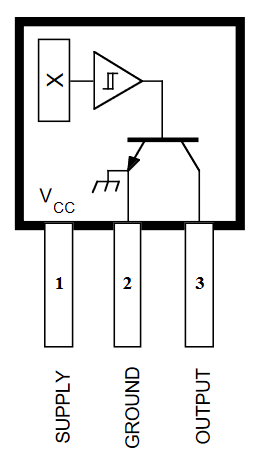 X
VCC
1 2 3
SUPPLY
GROUND
OUTPUT